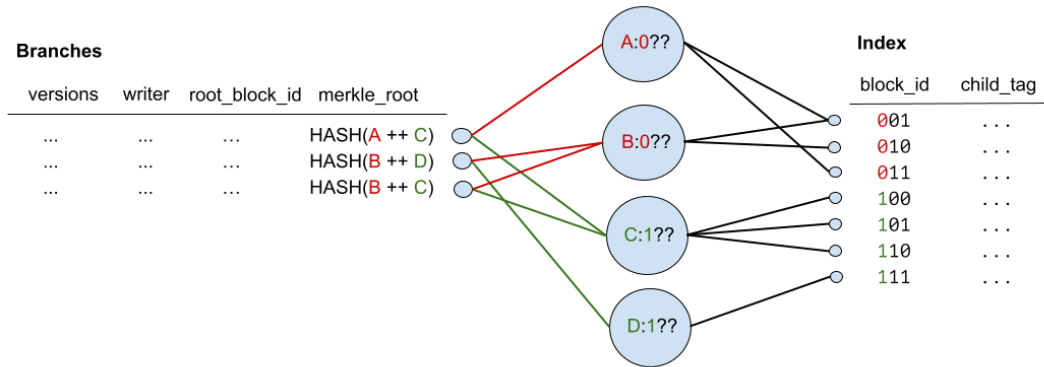 Branches
versions writer root_block_id merkle_root
... ... ... HASH(A ++ C)
... ... ... HASH(B ++ D)
... ... ... HASH(B ++ C)
A:0??
B:0??
C:1??
D:1??
Index
block_id child_tag
001 ...
010 ...
011 ...
100 ...
101 ...
110 ...
111 ...